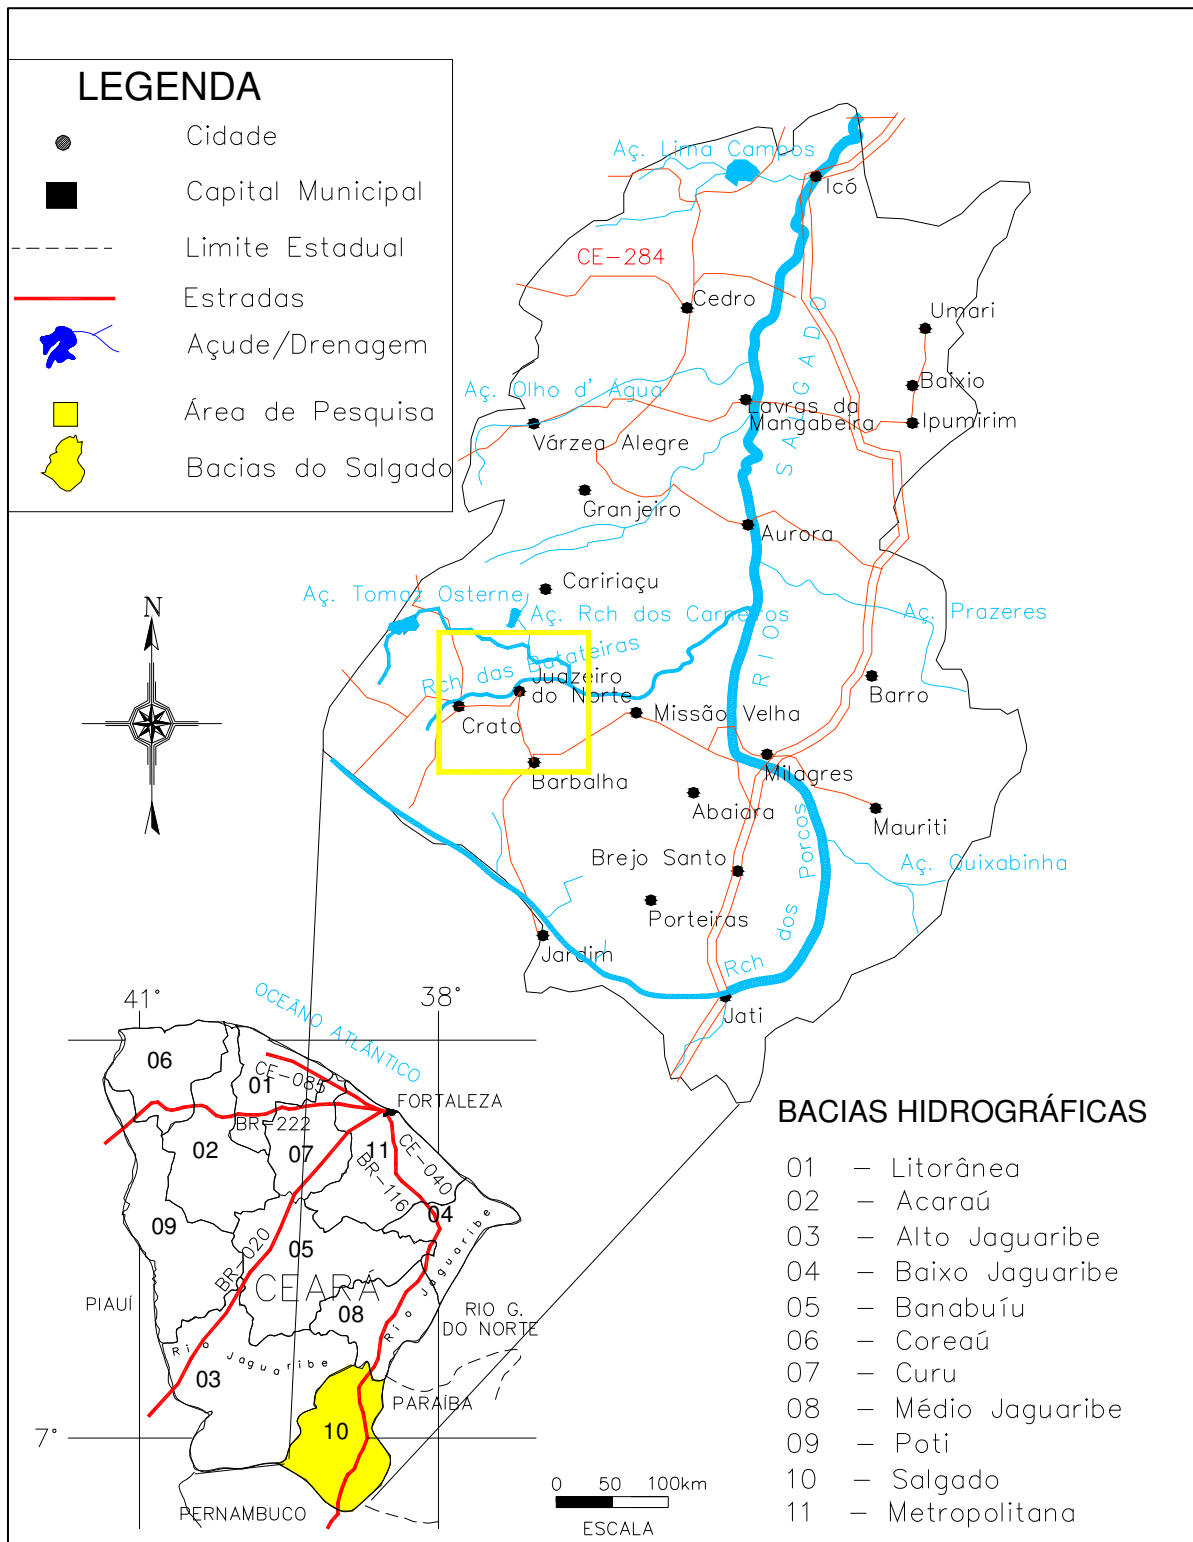 LEGENDA
Cidade
Capital Municipal
Limite Estadual
Estradas
Açude/Drenagem
Área de Pesquisa
Bacias do Salgado
Aç. Lima Campos
Icó
CE-284
Cedro
Umari
Baixio
Ipumirim
Aç. Olho d' Água
Várzea Alegre
Lavras da
Mangabeira
RIO SALGADO
Granjeiro
Aurora
Caririaçu
Aç. Tomaz Osterne
Aç. Rch dos Carneiros
Aç. Prazeres
Rch das Batateiras
Juazeiro
do Norte
Crato
Missão Velha
Barro
Barbalha
Milagres
Abaiara
Mauriti
Brejo Santo
Aç. Quixabinha
Porteiras
Rch dos Porcos
Jardim
Jati
N
41°
38°
7°
OCEÂNO ATLÂNTICO
06
01
CE-085
FORTALEZA
BR-222
02
07
11
CE-040
BR-116
04
09
05
BR-020
CEARÁ
PIAUÍ
08
Rio Jaguaribe
RIO G.
DO NORTE
Rio Jaguaribe
03
PARAÍBA
10
PERNAMBUCO
0 50 100km
ESCALA
BACIAS HIDROGRÁFICAS
01 – Litorânea
02 – Acaraú
03 – Alto Jaguaribe
04 – Baixo Jaguaribe
05 – Banabuíu
06 – Coreaú
07 – Curu
08 – Médio Jaguaribe
09 – Poti
10 – Salgado
11 – Metropolitana